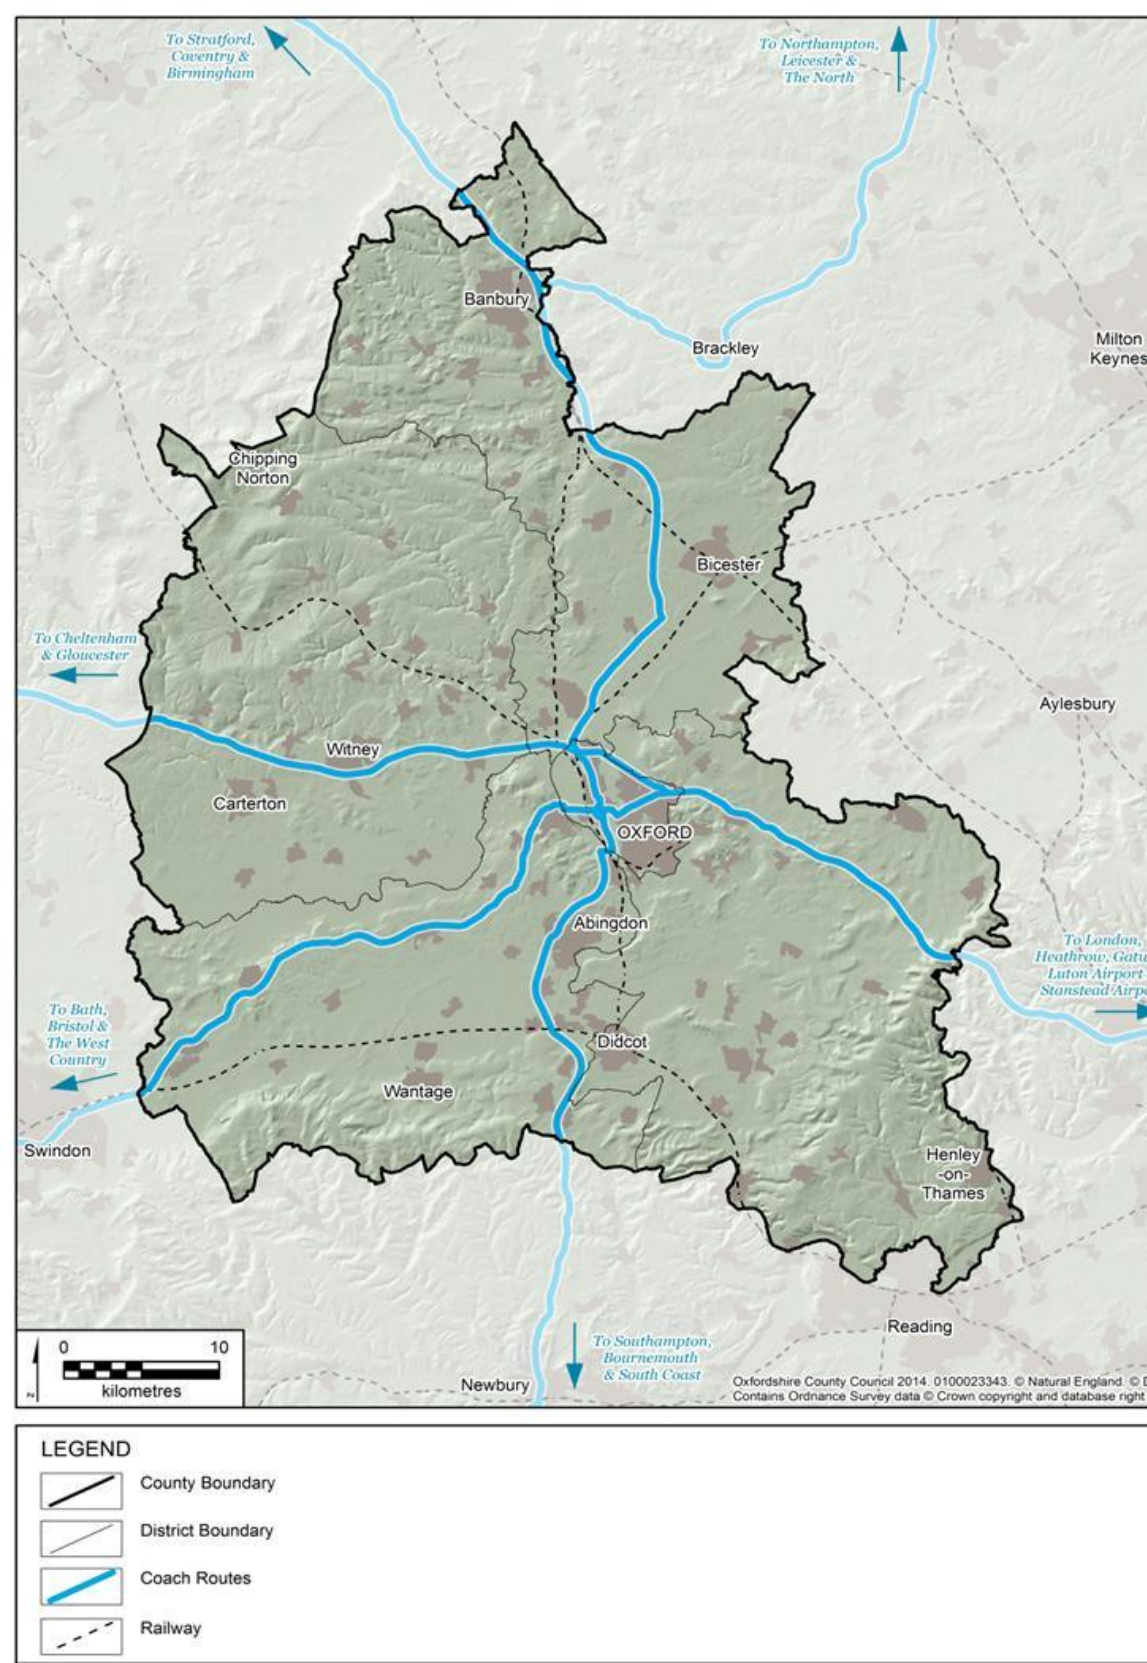 To Stratford,
Coventry &
Birmingham
To Northampton,
Leicester &
The North
Banbury
Brackley
Milton
Keynes
Chipping
Norton
Bicester
To Cheltenham
& Gloucester
Aylesbury
Witney
Carterton
OXFORD
Abingdon
To London,
Heathrow, Gatw
Luton Airport
Stanstead Airpo
To Bath,
Bristol &
The West
Country
Didcot
Wantage
Swindon
Henley
-on-
Thames
Reading
To Southampton,
Bournemouth
& South Coast
Newbury
0 10
kilometres
N
Oxfordshire County Council 2014. 0100023343. © Natural England. ©
Contains Ordnance Survey data © Crown copyright and database right
LEGEND
County Boundary
District Boundary
Coach Routes
Railway